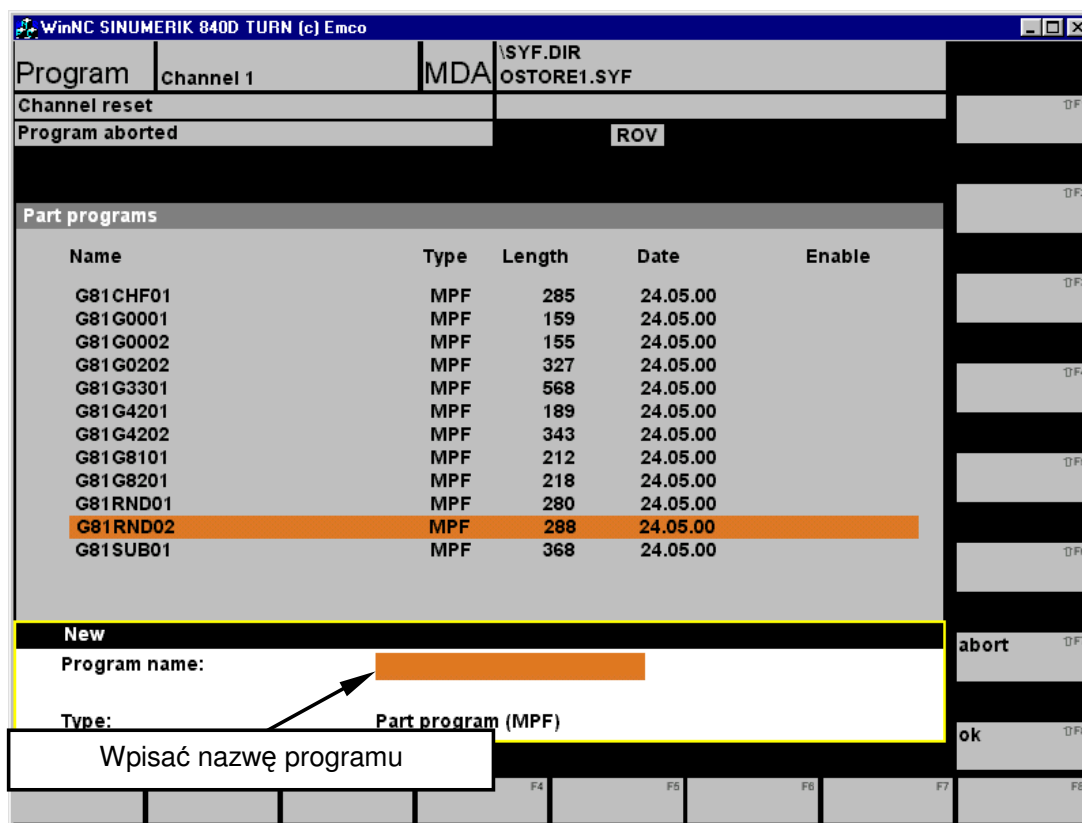 WinNC SINUMERIK 840D TURN (c) Emco
Program Channel 1 MDA \SYF.DIR
OSTORE1.SYF
Channel reset
Program aborted ROV
Part programs
Name Type Length Date Enable
G81CHF01 MPF 285 24.05.00
G81G0001 MPF 159 24.05.00
G81G0002 MPF 155 24.05.00
G81G0202 MPF 327 24.05.00
G81G3301 MPF 568 24.05.00
G81G4201 MPF 189 24.05.00
G81G4202 MPF 343 24.05.00
G81G8101 MPF 212 24.05.00
G81G8201 MPF 218 24.05.00
G81RND01 MPF 280 24.05.00
G81RND02 MPF 288 24.05.00
G81SUB01 MPF 368 24.05.00
New
Program name:
Type: Part program (MPF)
Wpisać nazwę programu
abort
ok
F4 F5 F6 F7 F8